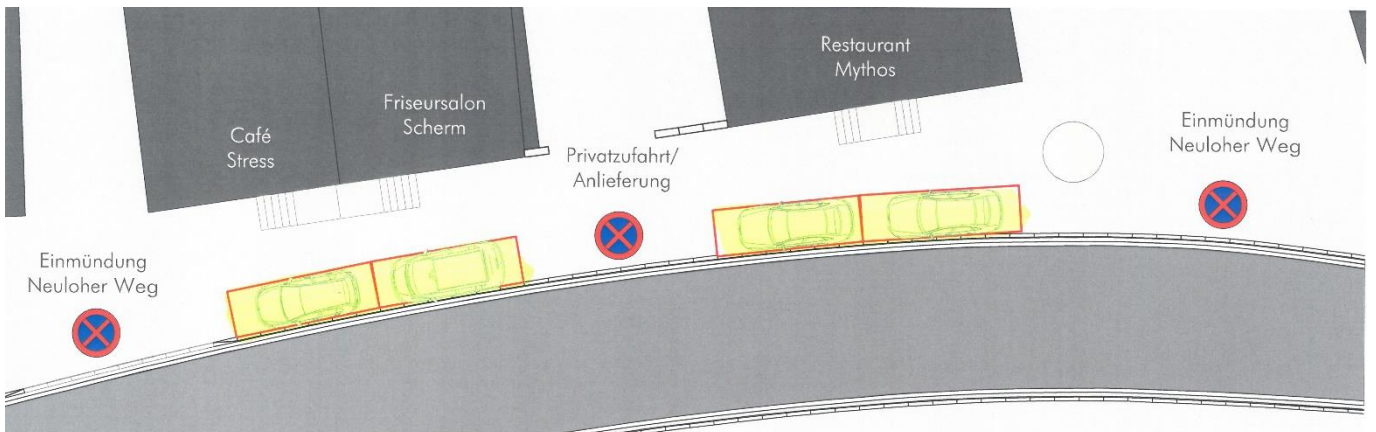 Café
Stress
Friseursalon
Scherm
Restaurant
Mythos
Privatzufahrt/
Anlieferung
Einmündung
Neuloher Weg
Einmündung
Neuloher Weg